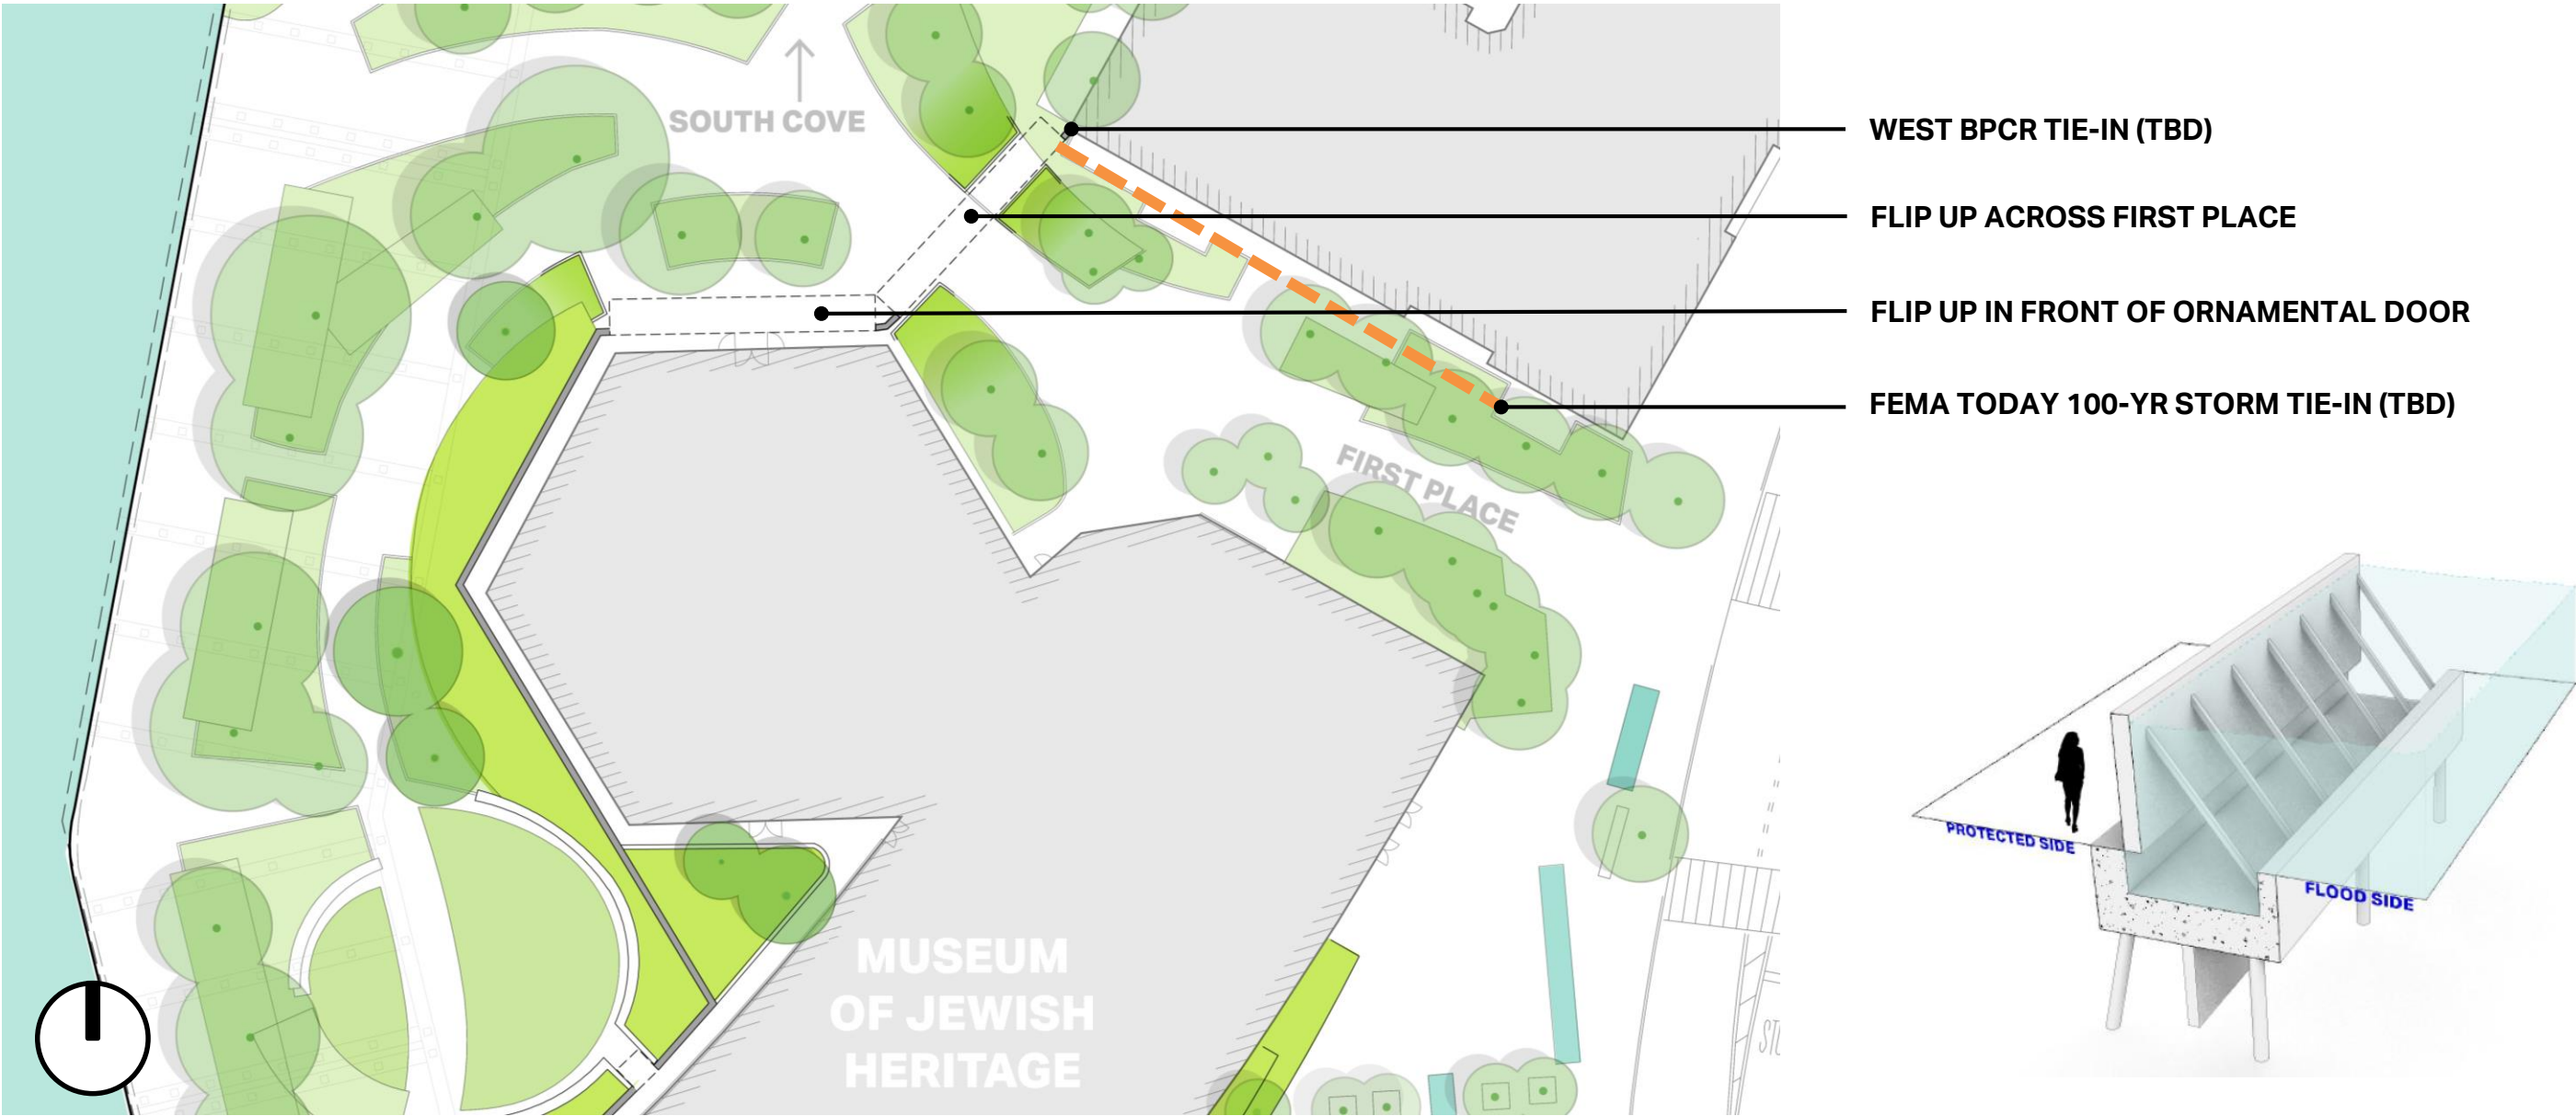 SOUTH COVE
WEST BPCR TIE-IN (TBD)
FLIP UP ACROSS FIRST PLACE
FLIP UP IN FRONT OF ORNAMENTAL DOOR
FEMA TODAY 100-YR STORM TIE-IN (TBD)
FIRST PLACE
PROTECTED SIDE
FLOOD SIDE
MUSEUM
OF JEWISH
HERITAGE